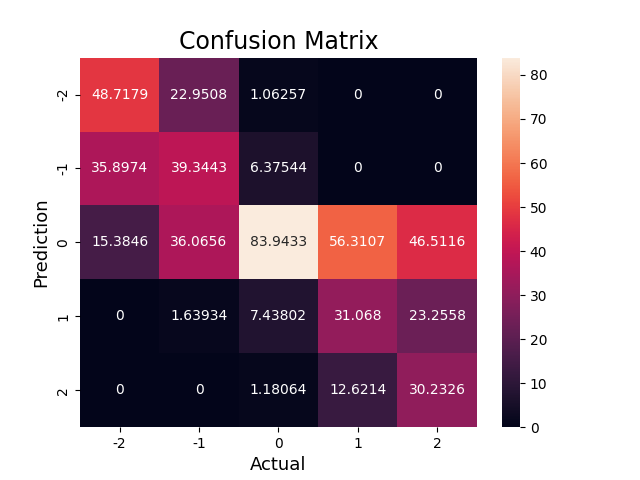 Confusion Matrix
Prediction
-2 48.7179 22.9508 1.06257 0 0
-1 35.8974 39.3443 6.37544 0 0
0 15.3846 36.0656 83.9433 56.3107 46.5116
1 0 1.63934 7.43802 31.068 23.2558
2 0 0 1.18064 12.6214 30.2326
-2 -1 0 1 2
Actual
80
70
60
50
40
30
20
10
0